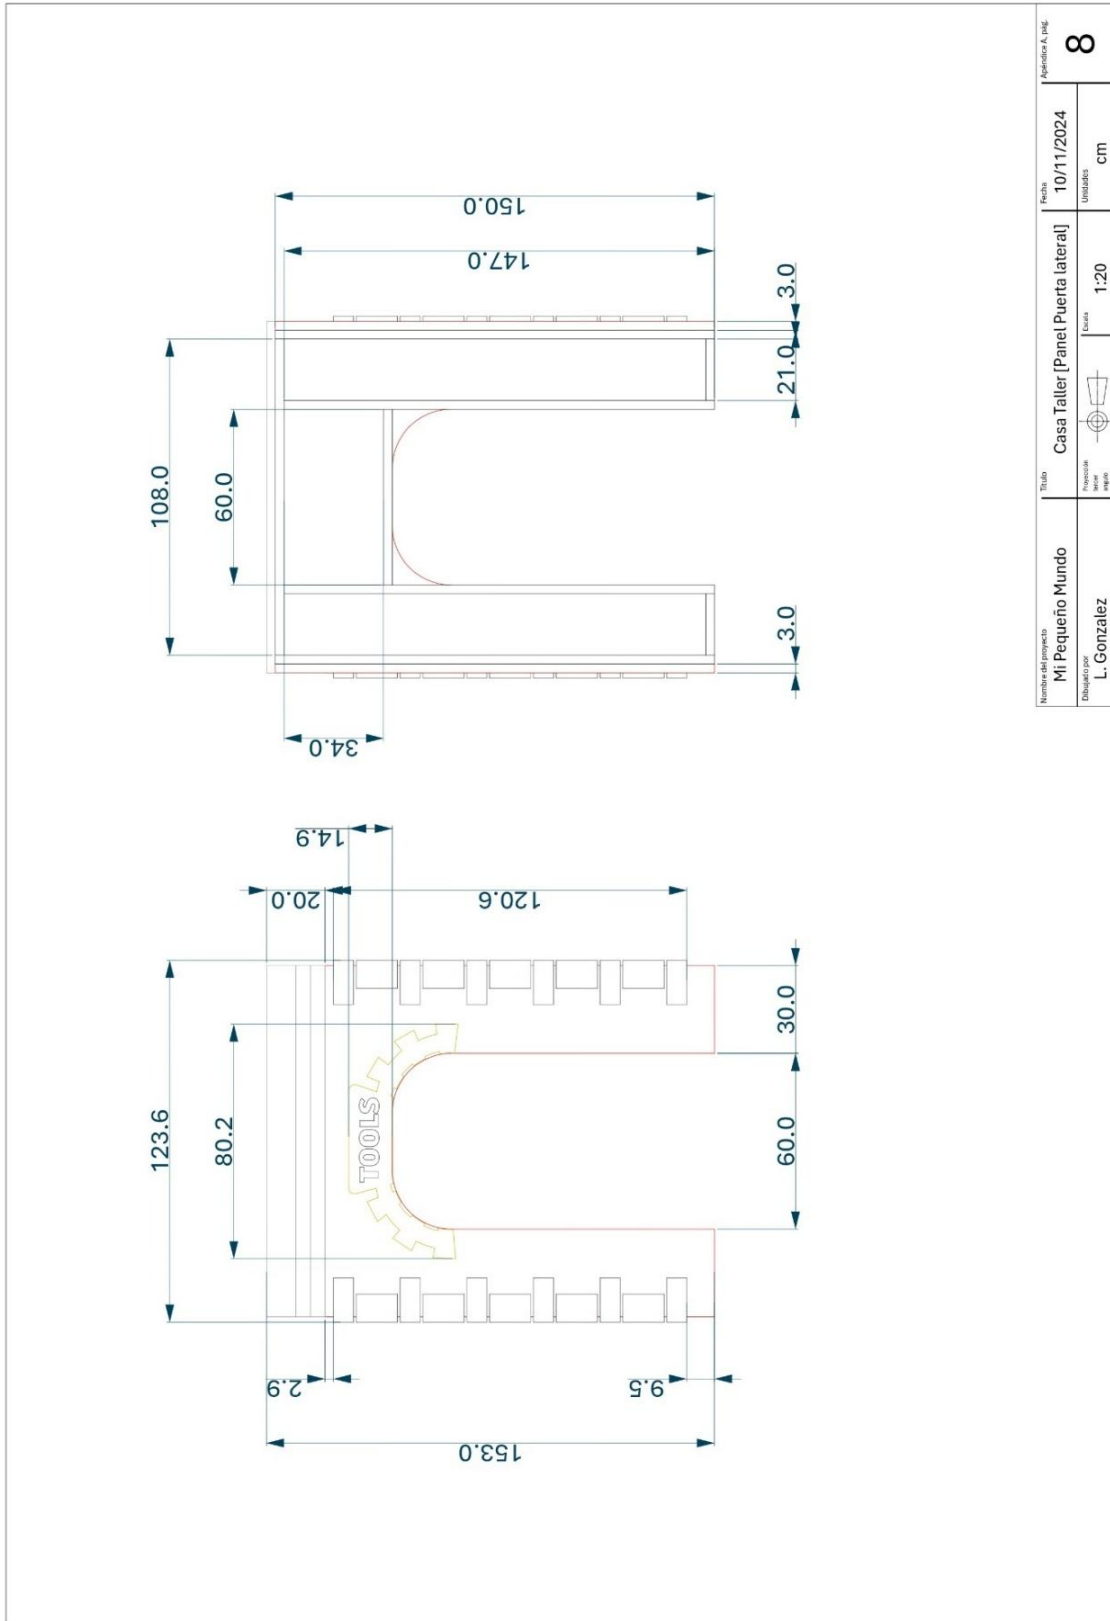 153.0
2.9
9.5
123.6
80.2
TOOLS
60.0
30.0
20.0
120.6
14.9
34.0
3.0
108.0
60.0
21.0
3.0
147.0
150.0
Nombre del proyecto
Mi Pequeño Mundo
Dibujado por
L. Gonzalez
Título
Casa Taller [Panel Puerta lateral]
Proyección
tercer
ángulo
Escala
1:20
Fecha
10/11/2024
Unidades
cm
Apéndice A, pág.
8